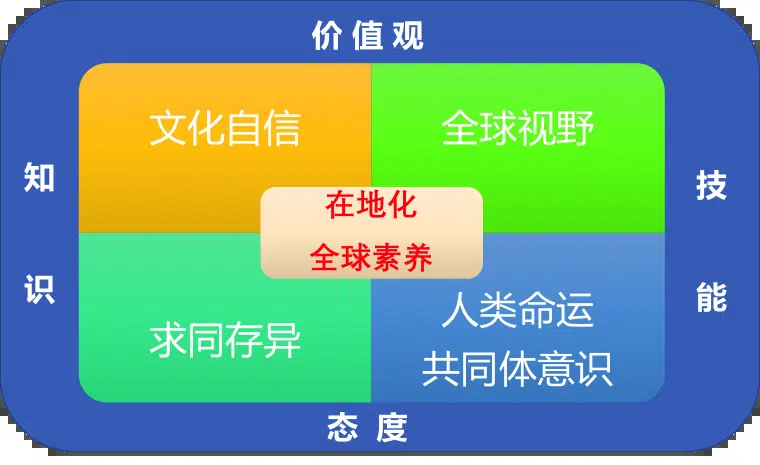 价值观
文化自信
全球视野
知
识
技
能
在地化
全球素养
求同存异
人类命运
共同体意识
态度